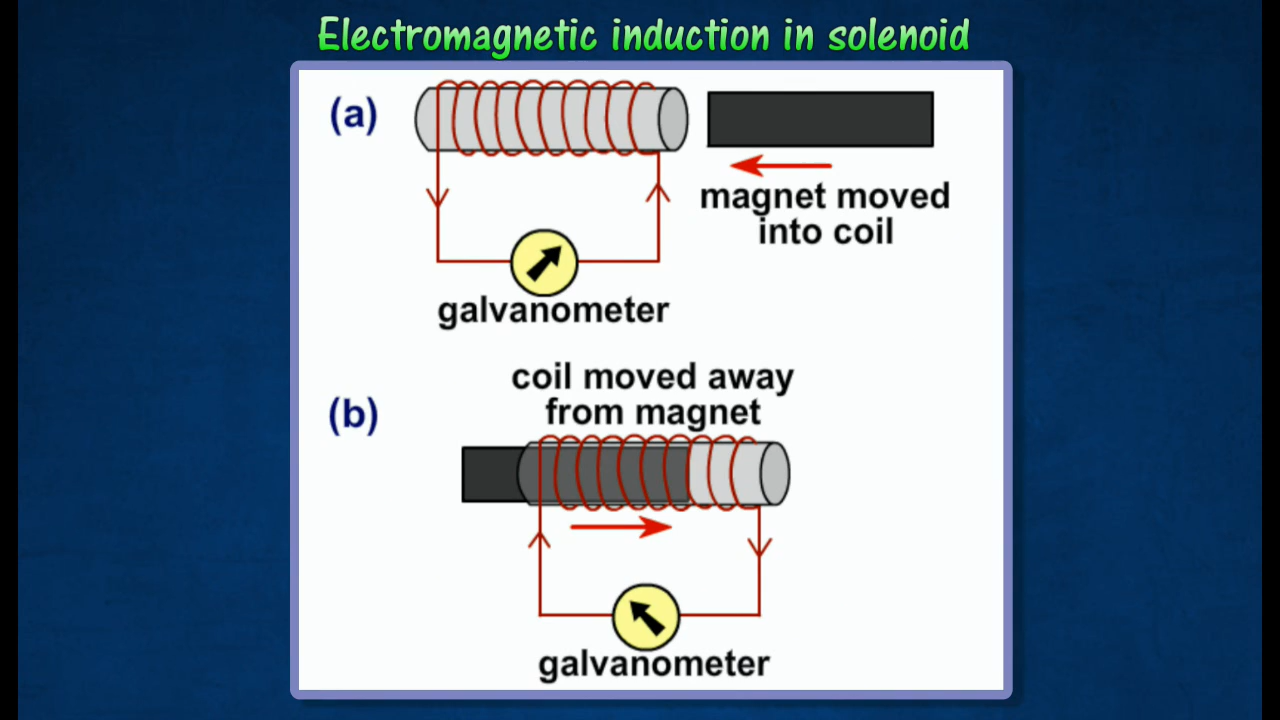 Electromagnetic induction in solenoid
(a)
magnet moved
into coil
galvanometer
coil moved away
from magnet
(b)
galvanometer